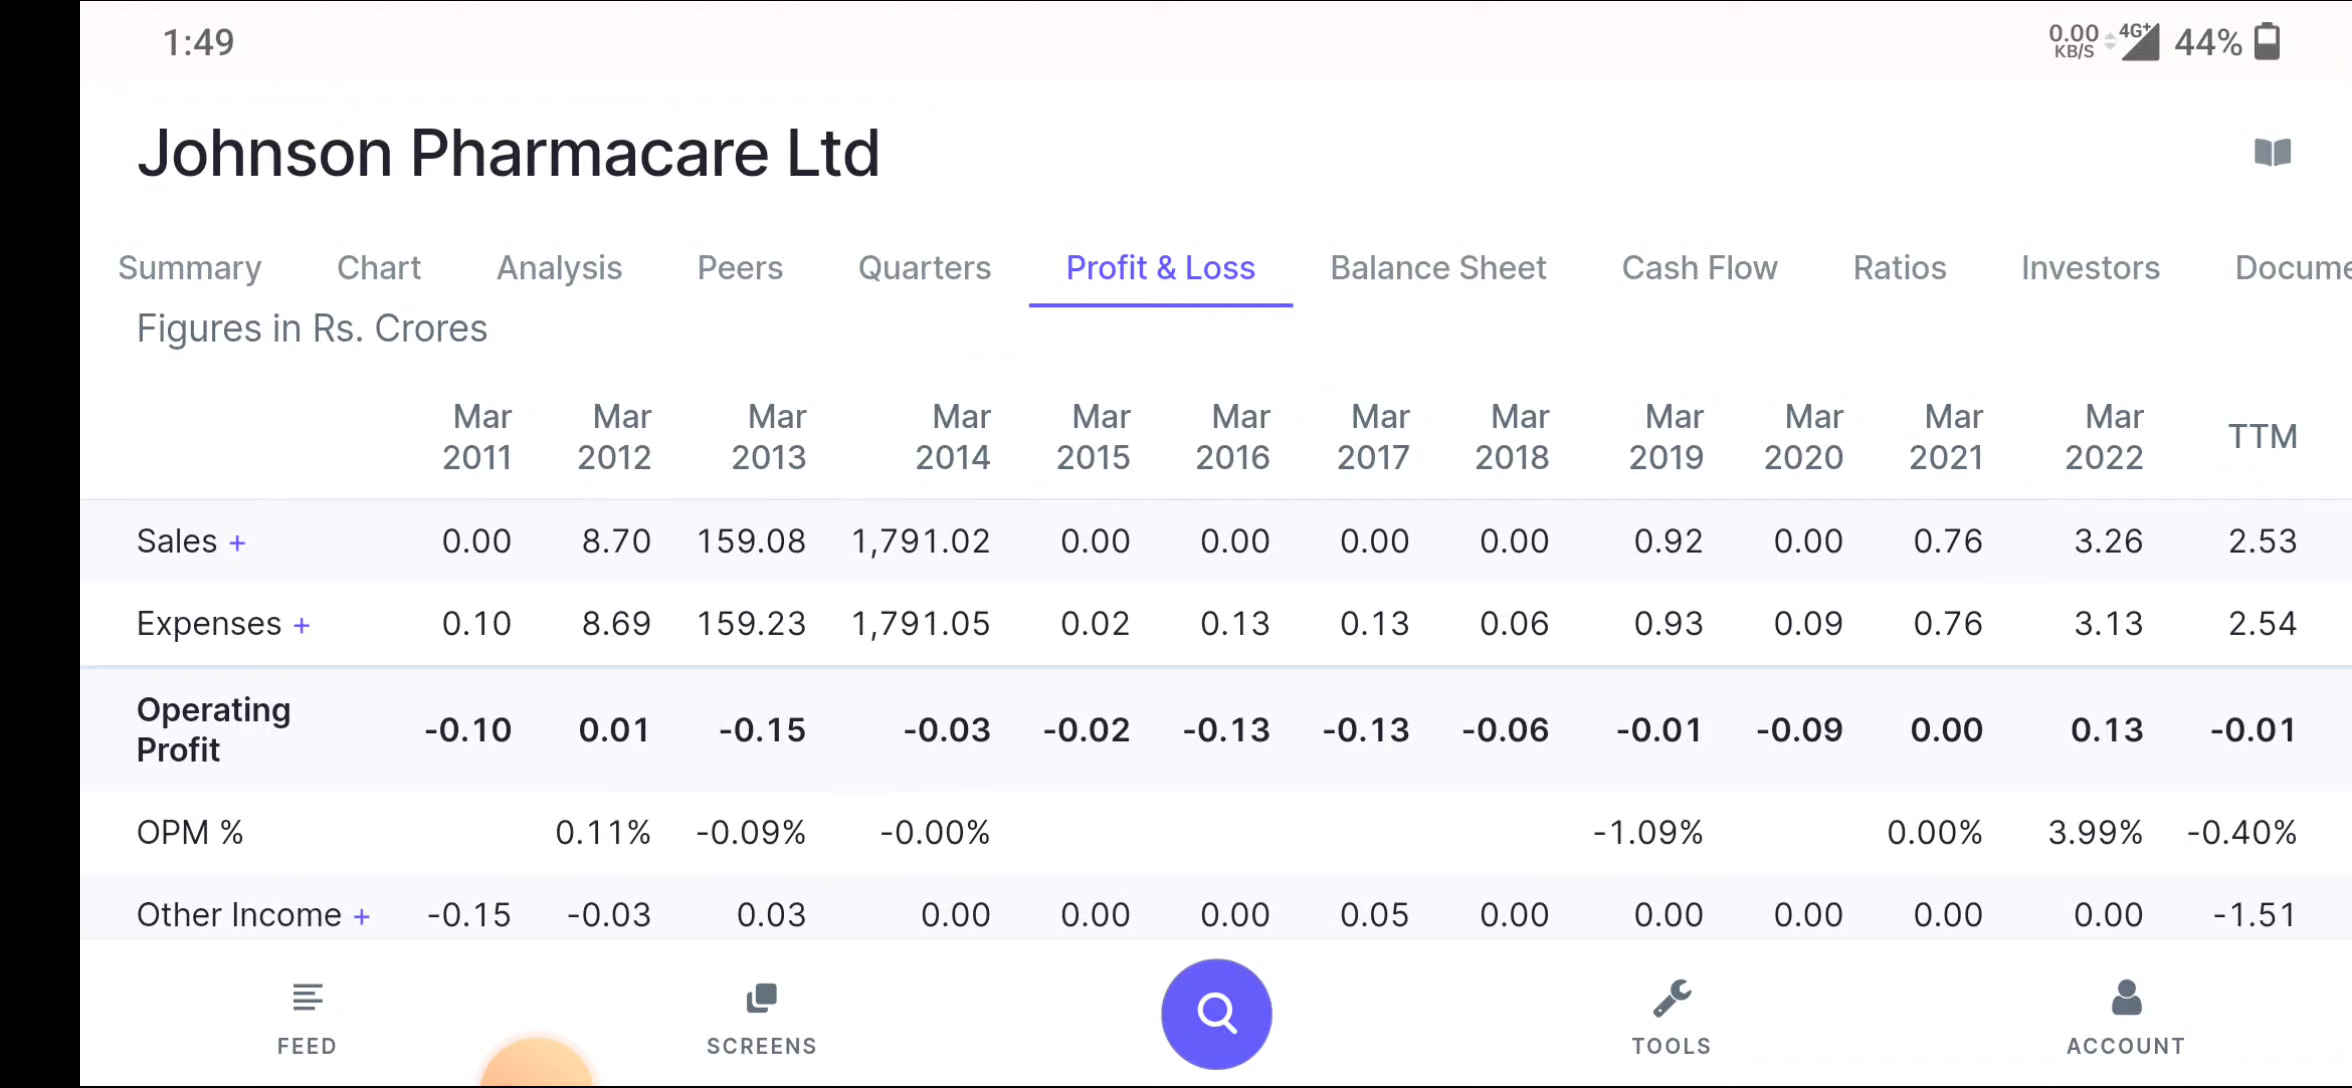 1:49
0.00 KB/S 4G+ 44%
Johnson Pharmacare Ltd
Summary Chart Analysis Peers Quarters Profit & Loss Balance Sheet Cash Flow Ratios Investors Docume
Figures in Rs. Crores
Mar 2011 Mar 2012 Mar 2013 Mar 2014 Mar 2015 Mar 2016 Mar 2017 Mar 2018 Mar 2019 Mar 2020 Mar 2021 Mar 2022 TTM
Sales + 0.00 8.70 159.08 1,791.02 0.00 0.00 0.00 0.00 0.92 0.00 0.76 3.26 2.53
Expenses + 0.10 8.69 159.23 1,791.05 0.02 0.13 0.13 0.06 0.93 0.09 0.76 3.13 2.54
Operating Profit -0.10 0.01 -0.15 -0.03 -0.02 -0.13 -0.13 -0.06 -0.01 -0.09 0.00 0.13 -0.01
OPM % 0.11% -0.09% -0.00% -1.09% 0.00% 3.99% -0.40%
Other Income + -0.15 -0.03 0.03 0.00 0.00 0.00 0.05 0.00 0.00 0.00 0.00 0.00 -1.51
FEED SCREENS TOOLS ACCOUNT